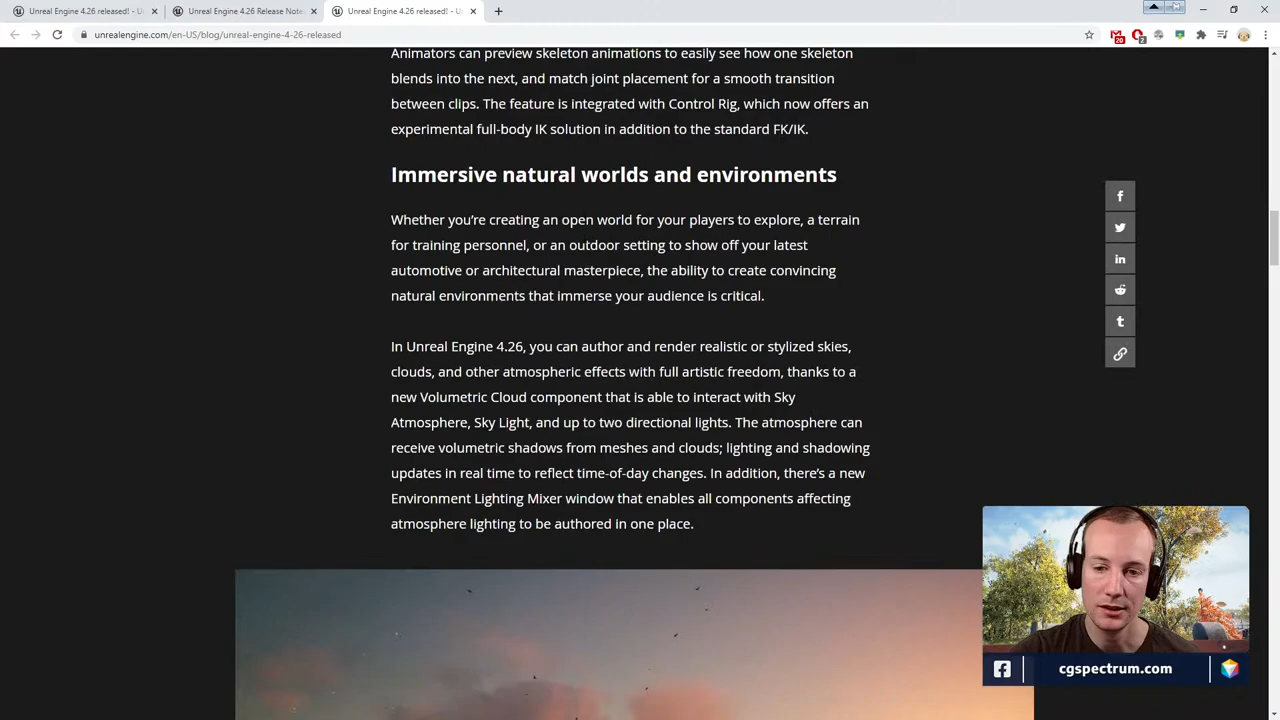 Unreal Engine 4.26 released! - U
Unreal Engine 4.26 Release Note
Unreal Engine 4.26 released! - U
unrealengine.com/en-US/blog/unreal-engine-4-26-released
20
2
Animators can preview skeleton animations to easily see how one skeleton
blends into the next, and match joint placement for a smooth transition
between clips. The feature is integrated with Control Rig, which now offers an
experimental full-body IK solution in addition to the standard FK/IK.
Immersive natural worlds and environments
Whether you’re creating an open world for your players to explore, a terrain
for training personnel, or an outdoor setting to show off your latest
automotive or architectural masterpiece, the ability to create convincing
natural environments that immerse your audience is critical.
In Unreal Engine 4.26, you can author and render realistic or stylized skies,
clouds, and other atmospheric effects with full artistic freedom, thanks to a
new Volumetric Cloud component that is able to interact with Sky
Atmosphere, Sky Light, and up to two directional lights. The atmosphere can
receive volumetric shadows from meshes and clouds; lighting and shadowing
updates in real time to reflect time-of-day changes. In addition, there’s a new
Environment Lighting Mixer window that enables all components affecting
atmosphere lighting to be authored in one place.
cgspectrum.com